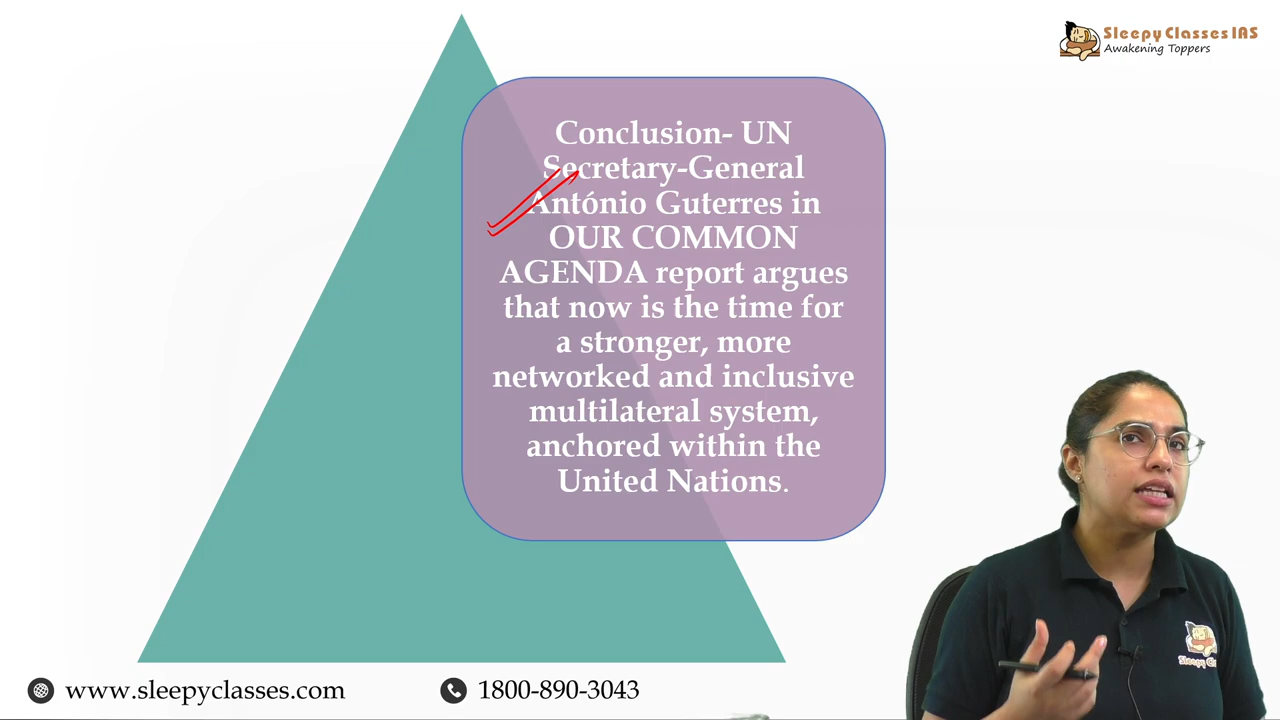 Sleepy Classes IAS
Awakening Toppers
Conclusion- UN
Secretary-General
António Guterres in
OUR COMMON
AGENDA report argues
that now is the time for
a stronger, more
networked and inclusive
multilateral system,
anchored within the
United Nations.
www.sleepyclasses.com
1800-890-3043